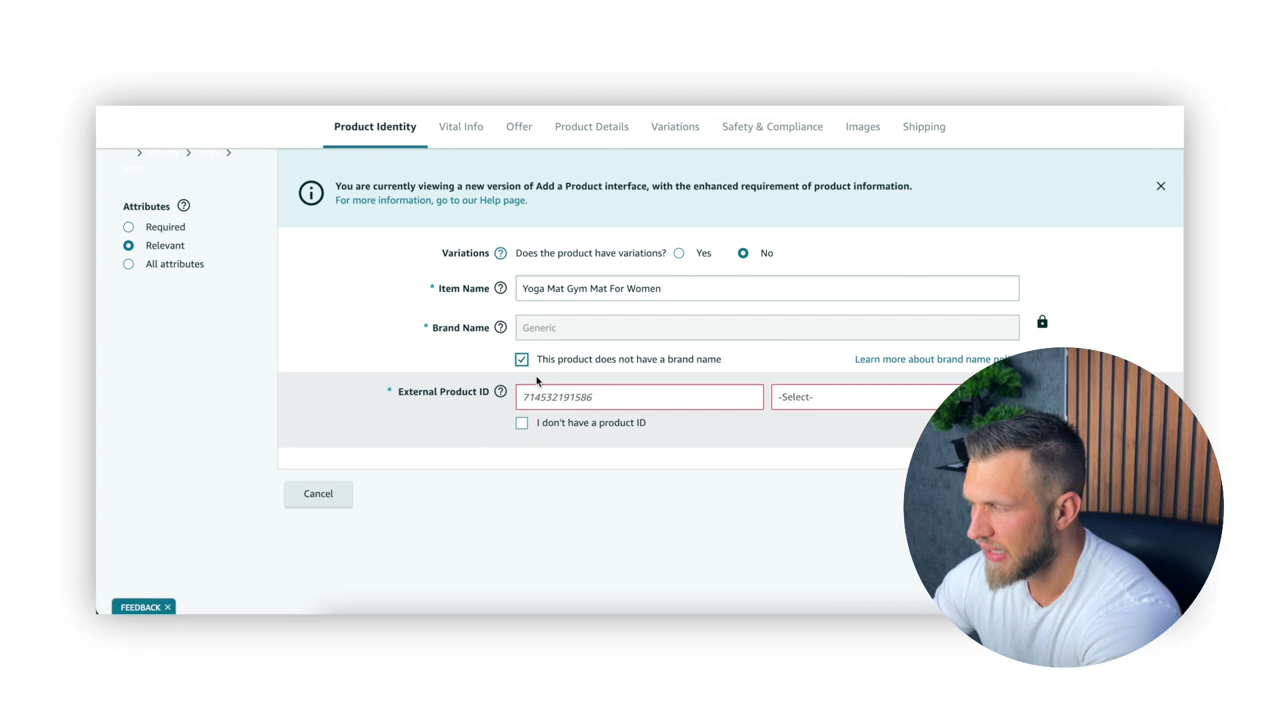 Product Identity Vital Info Offer Product Details Variations Safety & Compliance Images Shipping
You are currently viewing a new version of Add a Product interface, with the enhanced requirement of product information.
For more information, go to our Help page.
Attributes
Required
Relevant
All attributes
Variations Does the product have variations? Yes No
* Item Name Yoga Mat Gym Mat For Women
* Brand Name Generic
This product does not have a brand name Learn more about brand name
* External Product ID 714532191586 -Select-
I don't have a product ID
Cancel
FEEDBACK